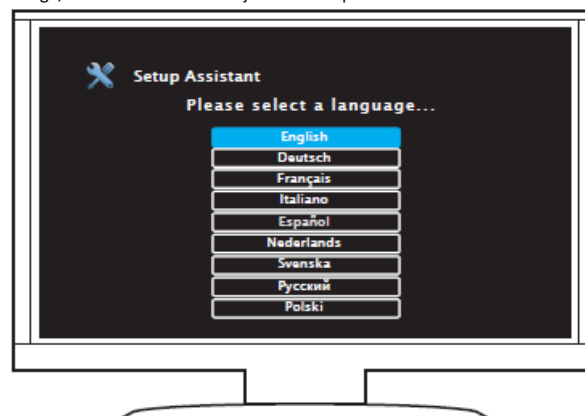 Setup Assistant
Please select a language...
English
Deutsch
Français
Italiano
Español
Nederlands
Svenska
Русский
Polski